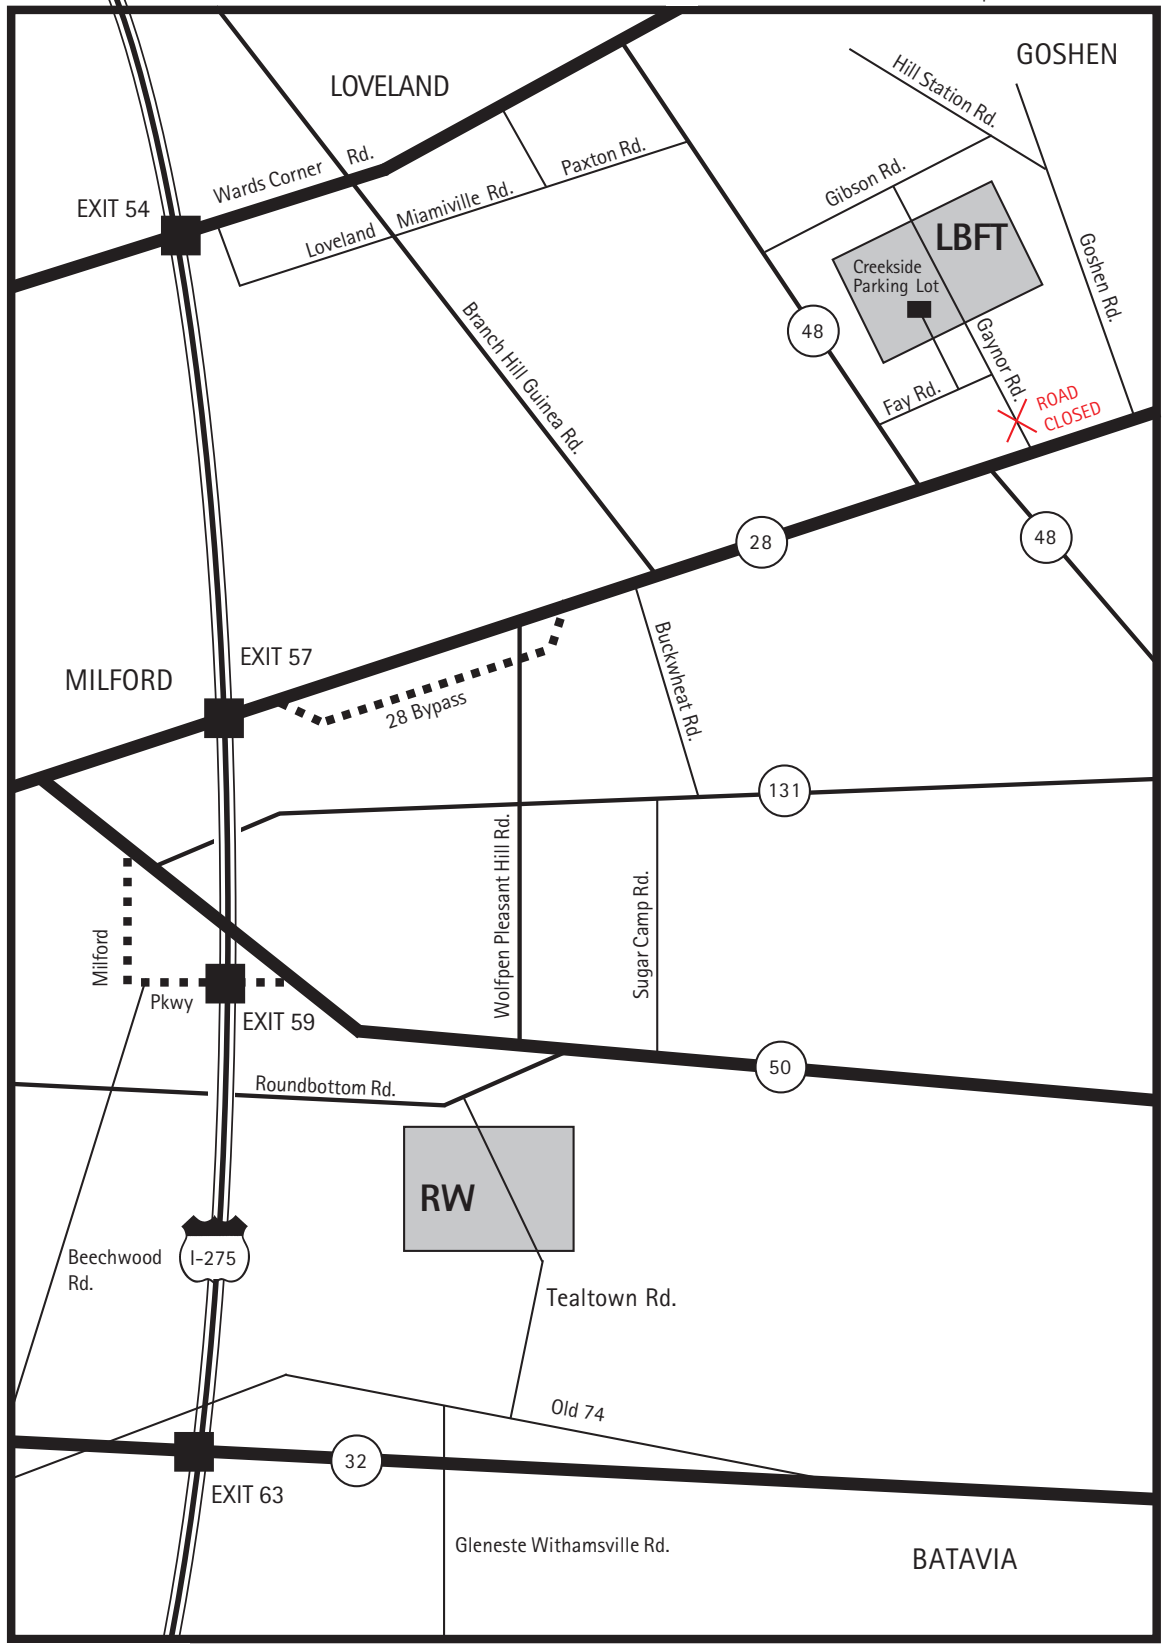 GOSHEN
Hill Station Rd.
LOVELAND
Wards Corner Rd.
Paxton Rd.
Gibson Rd.
EXIT 54
Loveland Miamiville Rd.
LBFT
Creekside
Parking Lot
Goshen Rd.
48
Branch Hill Guinea Rd.
Gaynor Rd.
Fay Rd.
ROAD
CLOSED
28
48
EXIT 57
MILFORD
Buckwheat Rd.
28 Bypass
131
Wolfpen Pleasant Hill Rd.
Sugar Camp Rd.
Milford
Pkwy
EXIT 59
50
Roundbottom Rd.
RW
Beechwood
Rd.
I-275
Tealtown Rd.
Old 74
32
EXIT 63
Gleneste Withamsville Rd.
BATAVIA